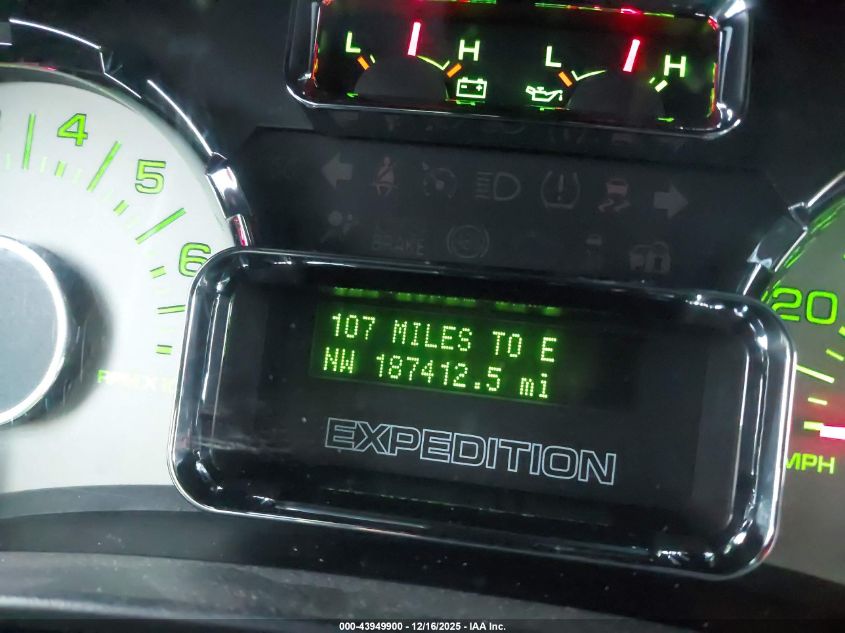 L H L H
4
5
6
BRAKE
20
107 MILES TO E
NW 187412.5 mi
EXPEDITION
MPH
000-43949900 - 12/16/2025 - IAA Inc.